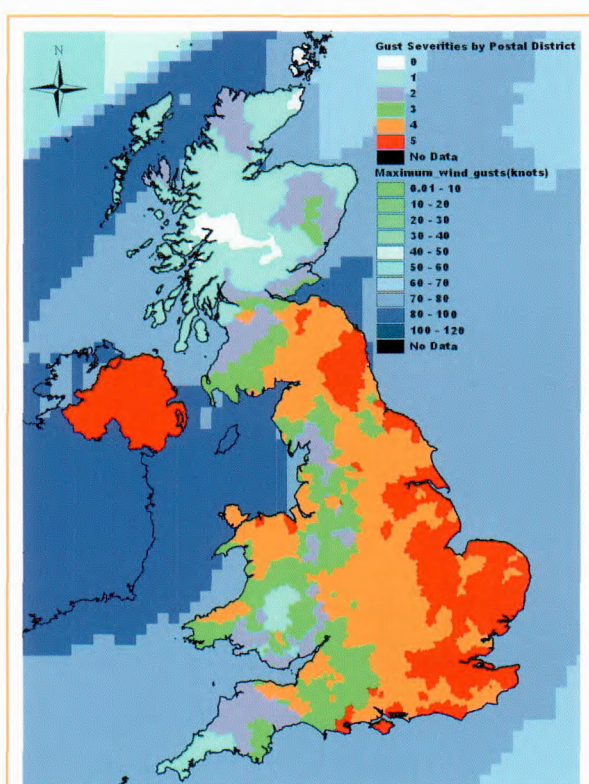 N
Gust Severities by Postal District
0
1
2
3
4
5
No Data
Maximum_wind_gusts(knots)
0.01 - 10
10 - 20
20 - 30
30 - 40
40 - 50
50 - 60
60 - 70
70 - 80
80 - 100
100 - 120
No Data